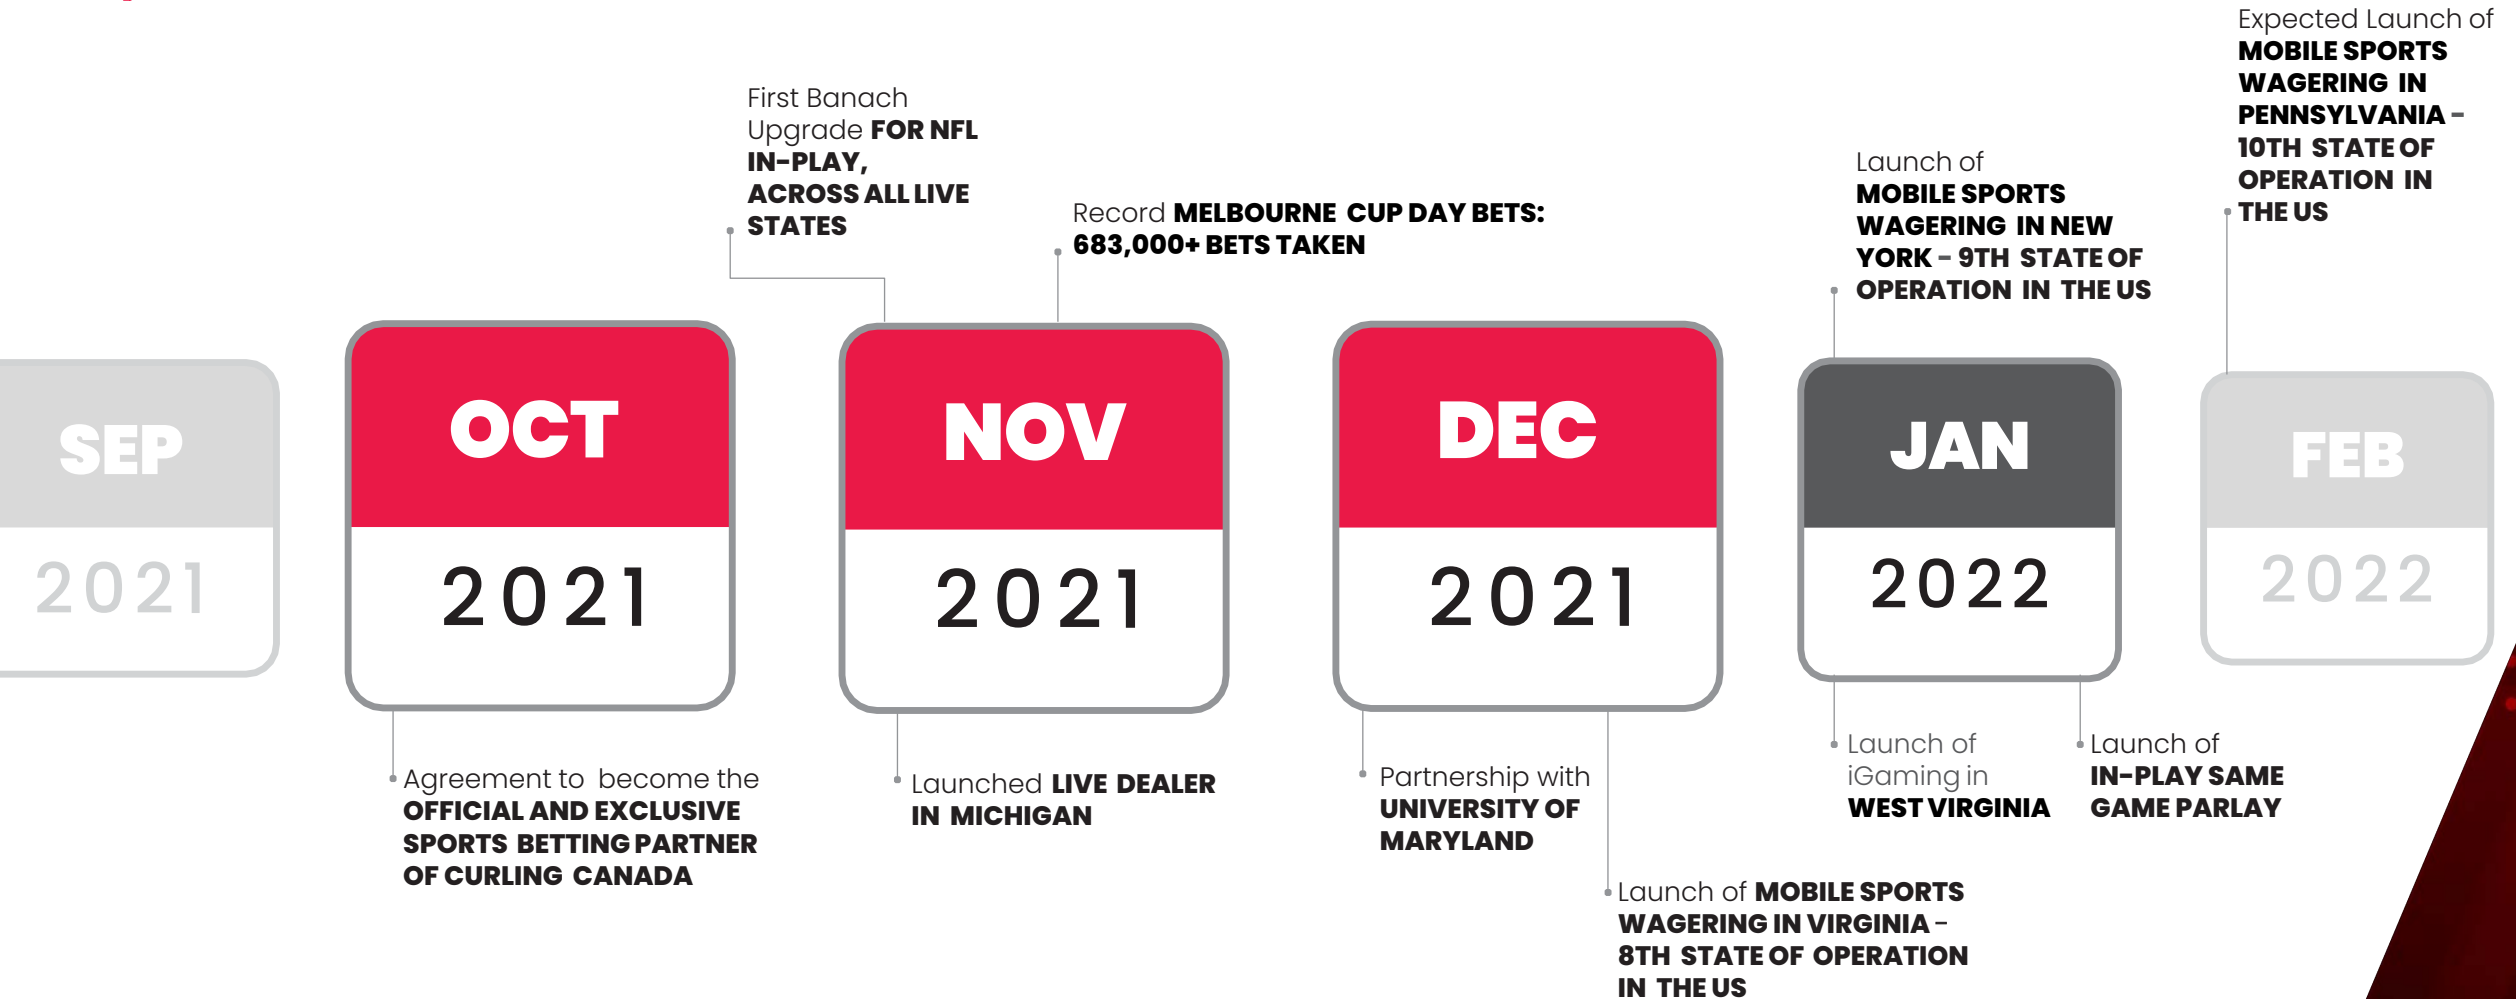 Expected Launch of
MOBILE SPORTS
WAGERING IN
PENNSYLVANIA –
10TH STATE OF
OPERATION IN
THE US
First Banach
Upgrade FOR NFL
IN-PLAY,
ACROSS ALL LIVE
STATES
Record MELBOURNE CUP DAY BETS:
683,000+ BETS TAKEN
Launch of
MOBILE SPORTS
WAGERING IN NEW
YORK – 9TH STATE OF
OPERATION IN THE US
SEP
2021
OCT
2021
NOV
2021
DEC
2021
JAN
2022
FEB
2022
Agreement to become the
OFFICIAL AND EXCLUSIVE
SPORTS BETTING PARTNER
OF CURLING CANADA
Launched LIVE DEALER
IN MICHIGAN
Partnership with
UNIVERSITY OF
MARYLAND
Launch of MOBILE SPORTS
WAGERING IN VIRGINIA –
8TH STATE OF OPERATION
IN THE US
Launch of
iGaming in
WEST VIRGINIA
Launch of
IN-PLAY SAME
GAME PARLAY